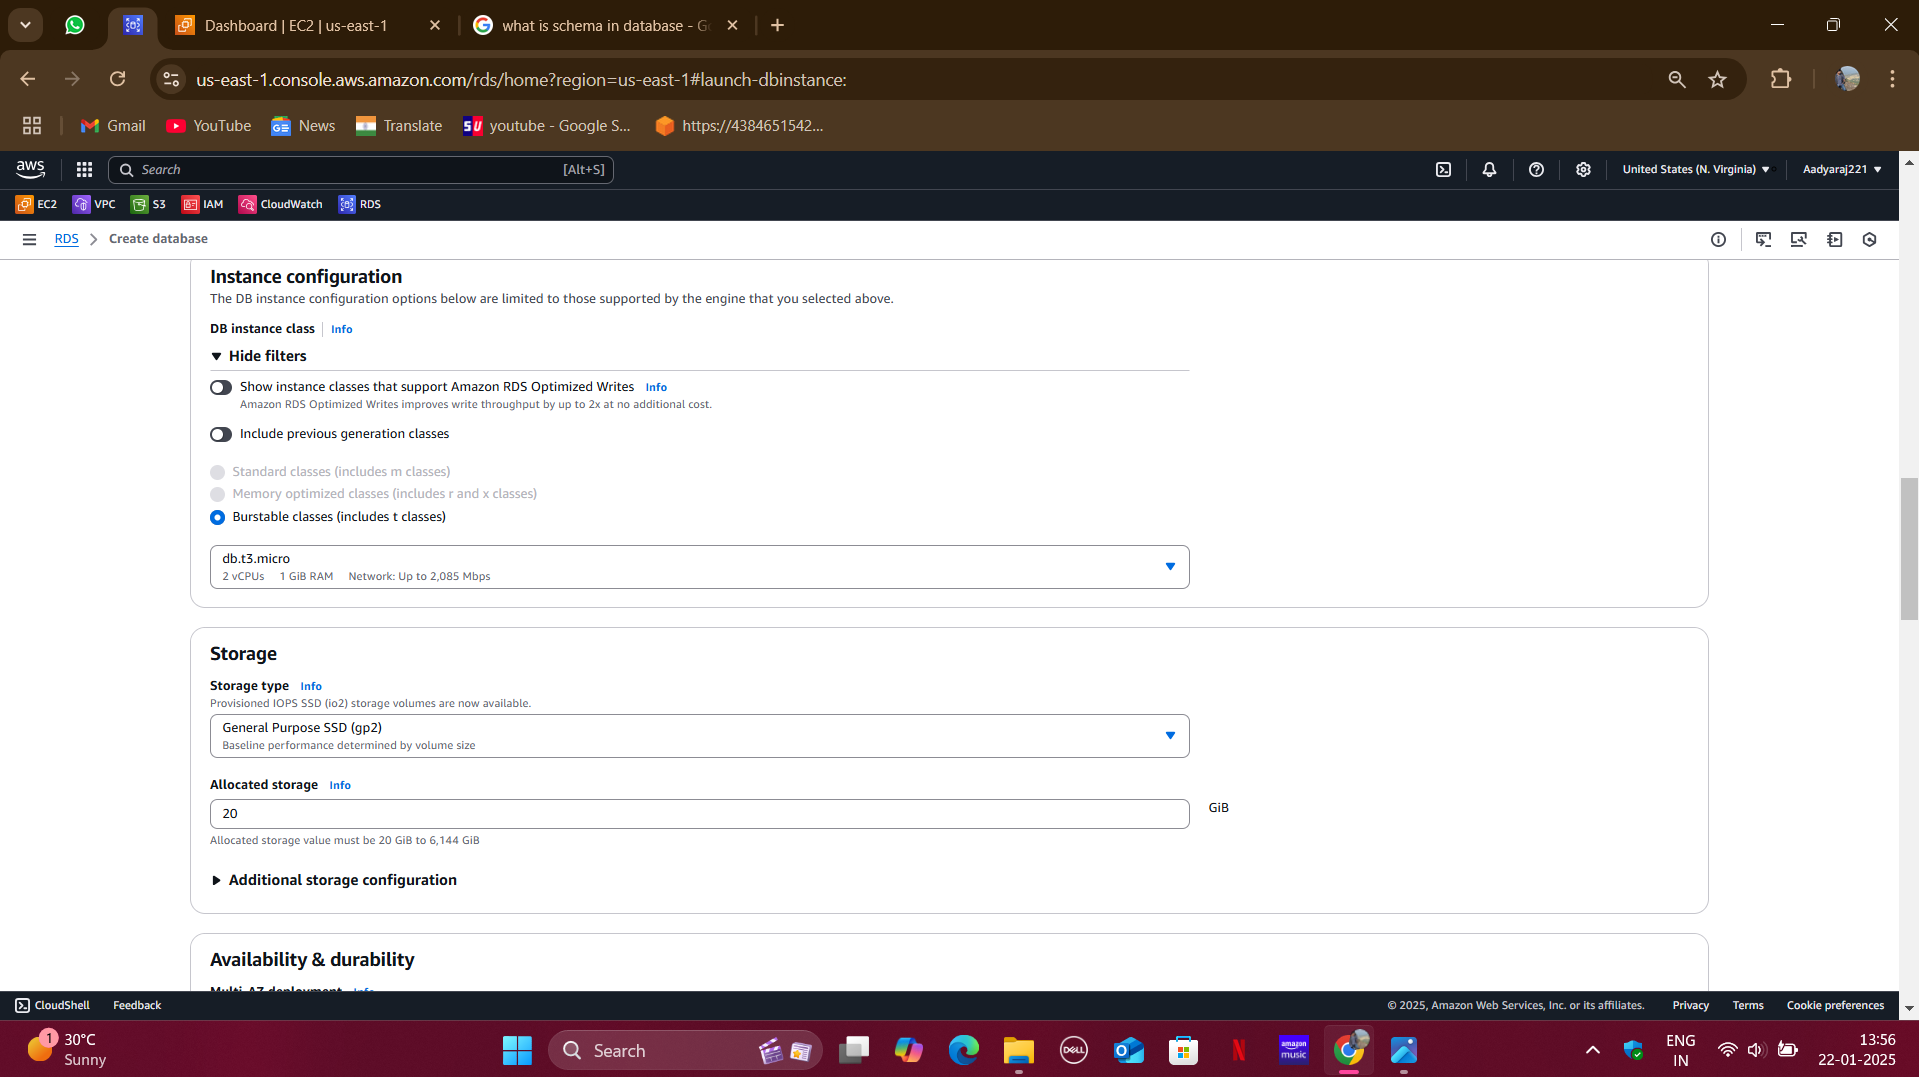 Dashboard | EC2 | us-east-1
what is schema in database - Go
us-east-1.console.aws.amazon.com/rds/home?region=us-east-1#launch-dbinstance:
Gmail
YouTube
News
Translate
SU
youtube - Google S...
https://4384651542...
aws
Search
[Alt+S]
United States (N. Virginia)
Aadyaraj221
EC2
VPC
S3
IAM
CloudWatch
RDS
RDS
Create database
Instance configuration
The DB instance configuration options below are limited to those supported by the engine that you selected above.
DB instance class
Info
Hide filters
Show instance classes that support Amazon RDS Optimized Writes Info
Amazon RDS Optimized Writes improves write throughput by up to 2x at no additional cost.
Include previous generation classes
Standard classes (includes m classes)
Memory optimized classes (includes r and x classes)
Burstable classes (includes t classes)
db.t3.micro
2 vCPUs 1 GiB RAM Network: Up to 2,085 Mbps
Storage
Storage type Info
Provisioned IOPS SSD (io2) storage volumes are now available.
General Purpose SSD (gp2)
Baseline performance determined by volume size
Allocated storage Info
20
GiB
Allocated storage value must be 20 GiB to 6,144 GiB
Additional storage configuration
Availability & durability
Multi-AZ deployment Info
CloudShell
Feedback
© 2025, Amazon Web Services, Inc. or its affiliates.
Privacy
Terms
Cookie preferences
1
30°C
Sunny
Search
DELL
amazon
music
ENG
IN
13:56
22-01-2025